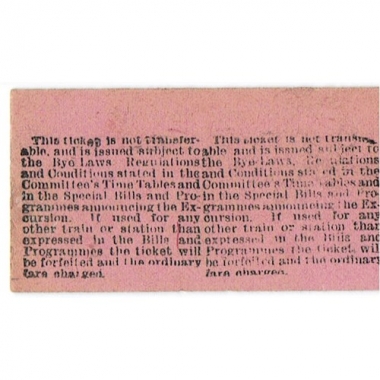 This ticket is not transfer-
able, and is issued subject to
the Bye Laws Regulations
and Conditions stated in the
Committee's Time Tables and
in the Special Bills and Pro-
grammes announcing the Ex-
cursion. If used for any
other train or station than
expressed in the Bills and
Programmes the ticket will
be forfeited and the ordinary
fare charged.
This ticket is not trans
able and is issued subject to
the Bye Laws, Re ulations
and Conditions stat ed in the
Committee's Time Tables and
in the Special Bills and Pro
grammes announcing the Ex
cursion. If used for any
other train or station than
expressed in the Bills and
Programmes the ticket will
be forfeited and the ordinary
fare charged.